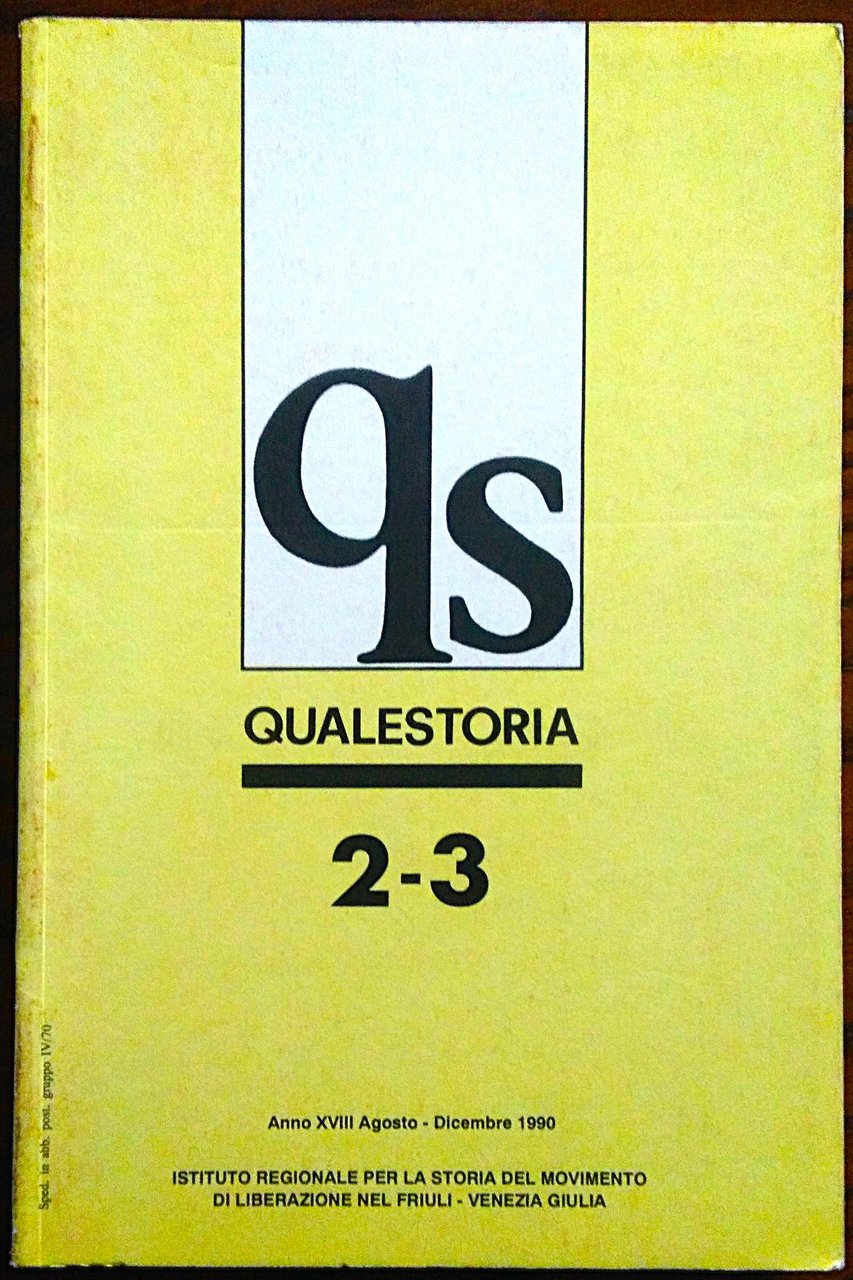 qs
QUALESTORIA
2-3
Anno XVIII Agosto - Dicembre 1990
ISTITUTO REGIONALE PER LA STORIA DEL MOVIMENTO
DI LIBERAZIONE NEL FRIULI - VENEZIA GIULIA
Sped. in abb. post. gruppo IV/70